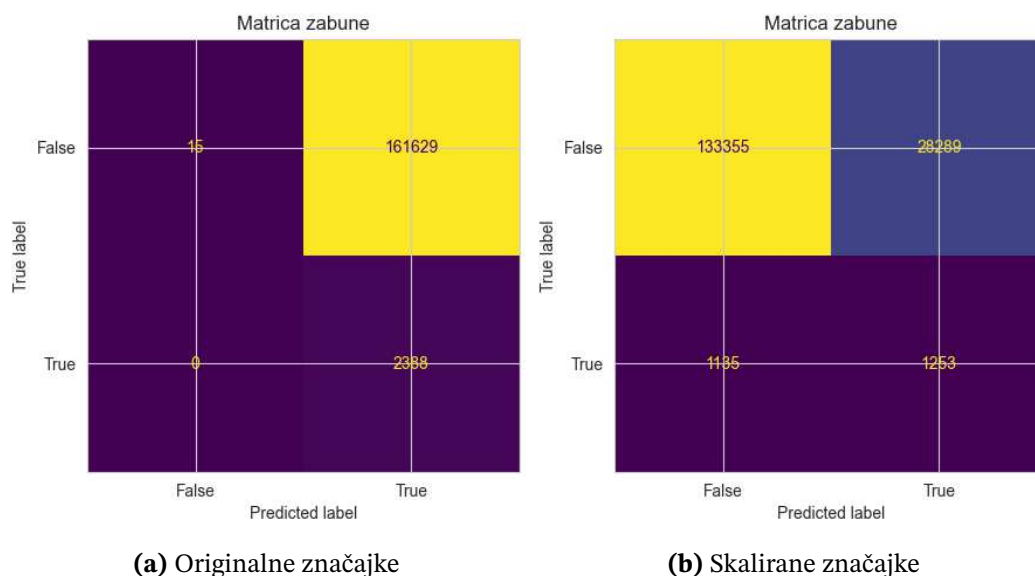 Matrica zabune
False
15
161629
True label
True
0
2388
False
True
Predicted label
(a) Originalne značajke
Matrica zabune
False
133355
28289
True label
True
1135
1253
False
True
Predicted label
(b) Skalirane značajke